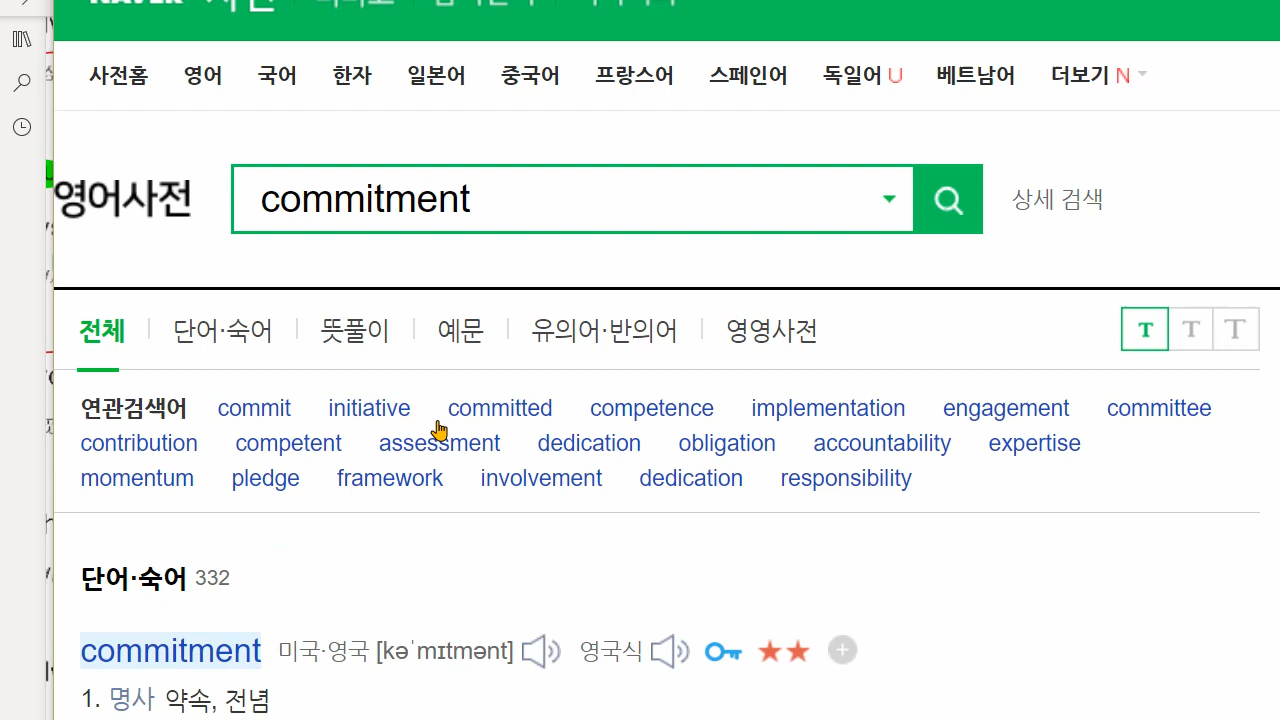 NAVER 사전
사전홈 영어 국어 한자 일본어 중국어 프랑스어 스페인어 독일어 U 베트남어 더보기 N
영어사전 commitment 상세 검색
전체 단어·숙어 뜻풀이 예문 유의어·반의어 영영사전 T T T
연관검색어 commit initiative committed competence implementation engagement committee
contribution competent assessment dedication obligation accountability expertise
momentum pledge framework involvement dedication responsibility
단어·숙어 332
commitment 미국·영국 [kəˈmɪtmənt] 영국식
1. 명사 약속, 전념